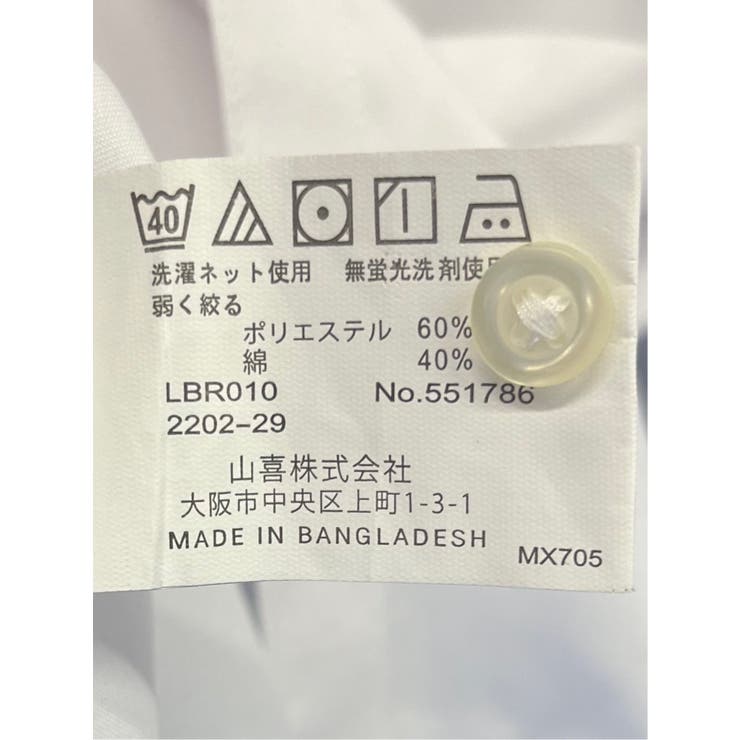 40
洗濯ネット使用 無蛍光洗剤使用
弱く絞る
ポリエステル 60%
綿 40%
LBR010 No.551786
2202-29
山喜株式会社
大阪市中央区上町1-3-1
MADE IN BANGLADESH
MX705